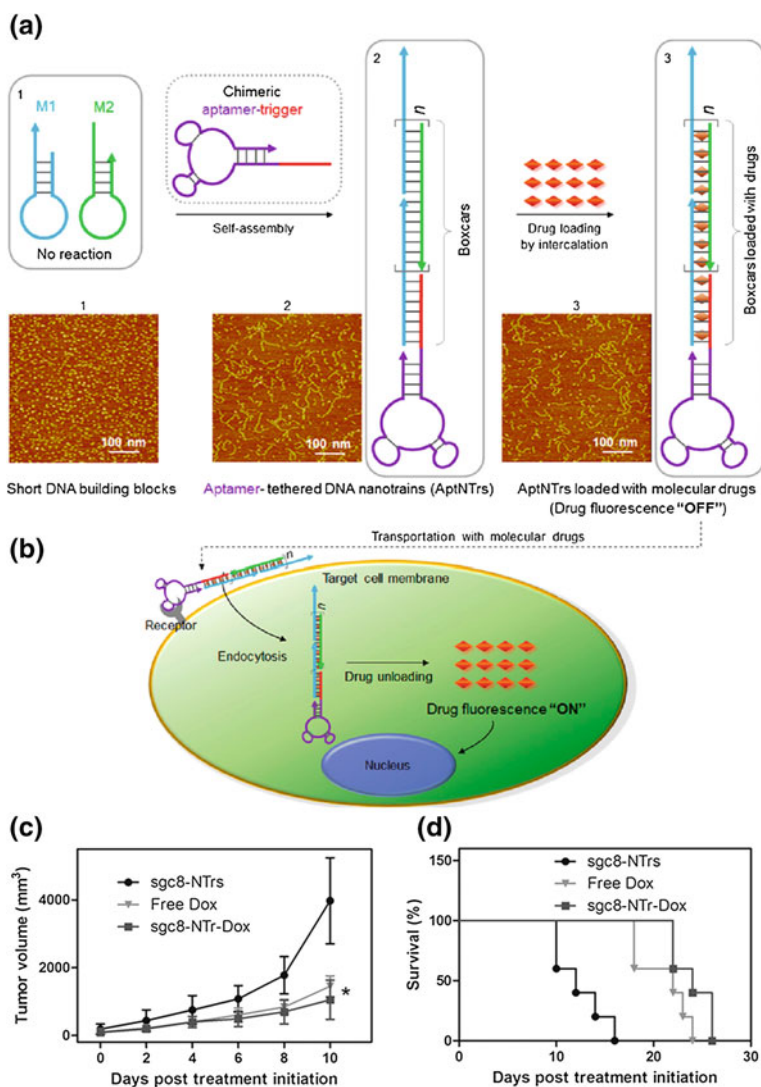 (a)
1
M1 M2
No reaction
Chimeric
aptamer-trigger
Self-assembly
2
n
Boxcars
Drug loading
by intercalation
3
n
Boxcars loaded with drugs
1
100 nm
2
100 nm
3
100 nm
Short DNA building blocks
Aptamer- tethered DNA nanotrains (AptNTrs)
AptNTrs loaded with molecular drugs
(Drug fluorescence “OFF”)
(b)
Transportation with molecular drugs
n
Target cell membrane
Receptor
Endocytosis
n
Drug unloading
Drug fluorescence “ON”
Nucleus
(c)
Tumor volume (mm³)
4000
2000
0
sgc8-NTrs
Free Dox
sgc8-NTr-Dox
*
0 2 4 6 8 10
Days post treatment initiation
(d)
Survival (%)
150
100
50
0
sgc8-NTrs
Free Dox
sgc8-NTr-Dox
0 10 20 30
Days post treatment initiation